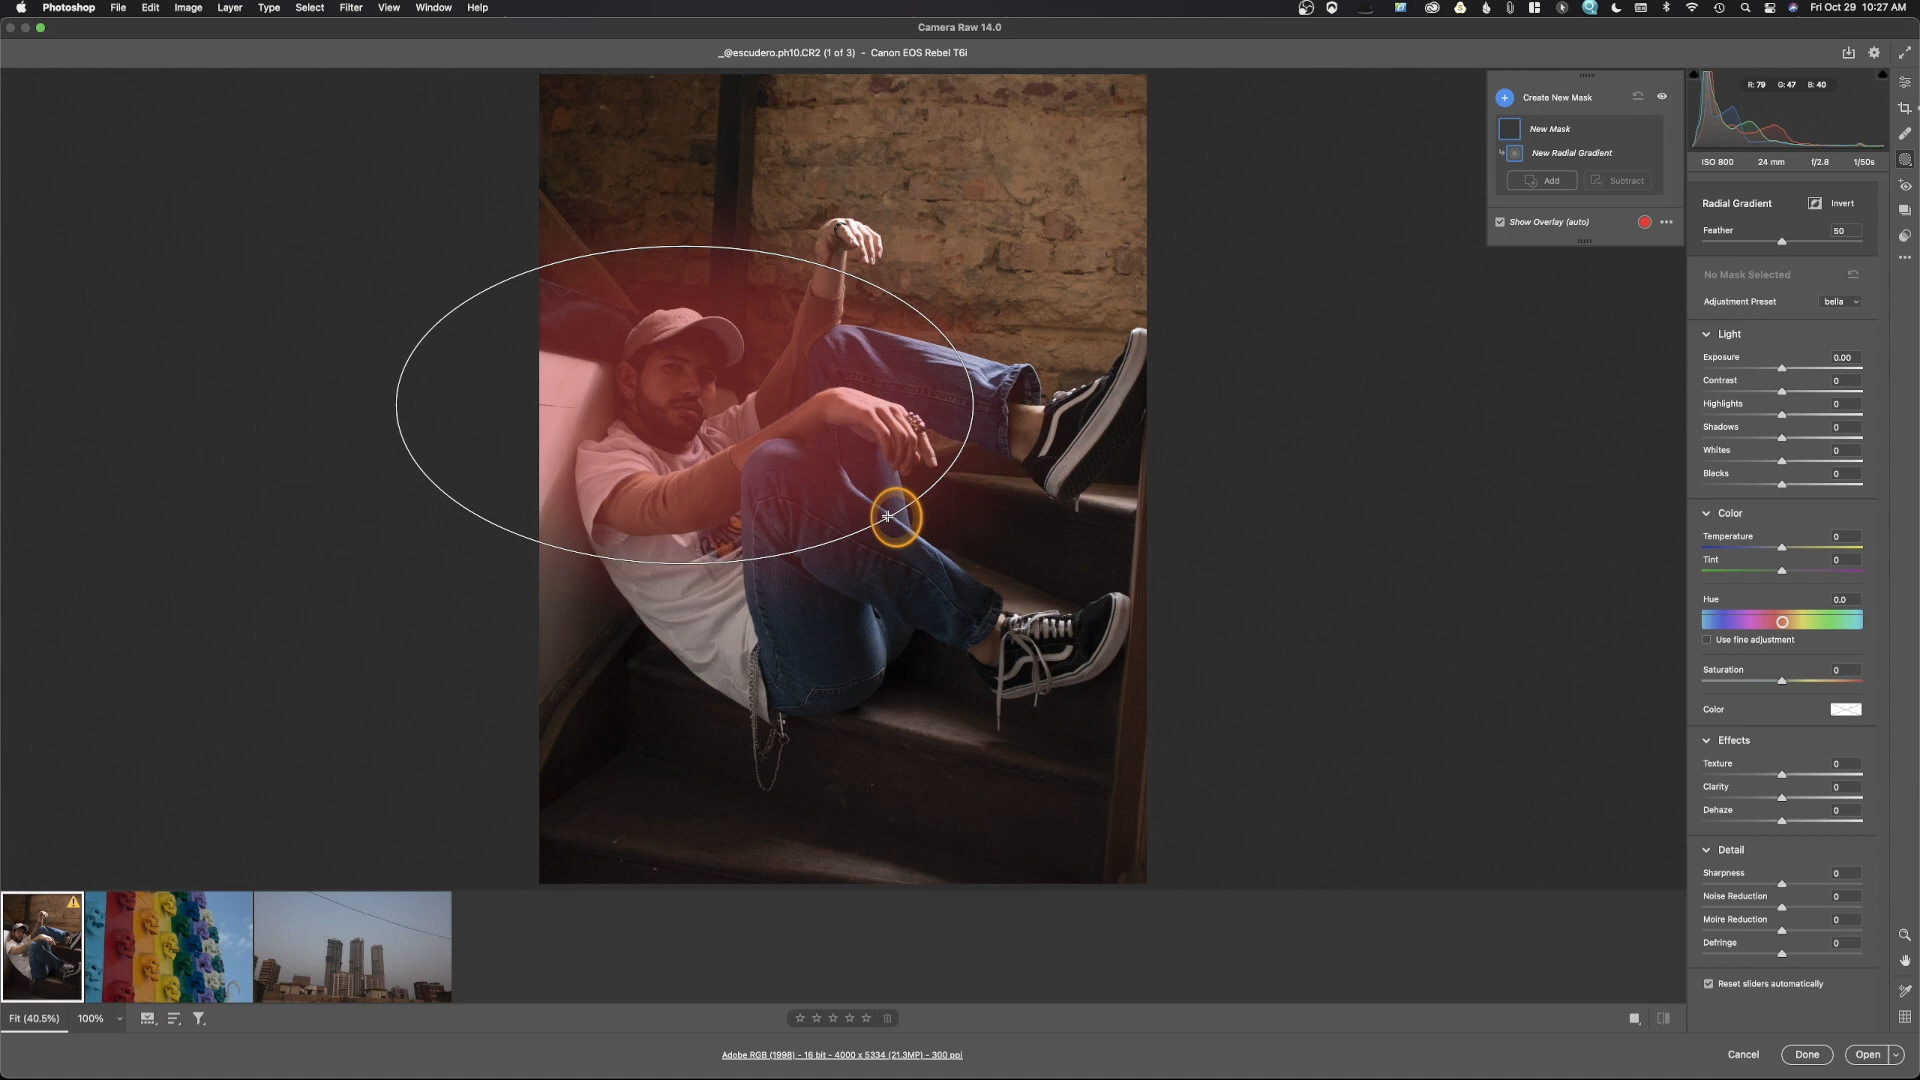 Photoshop File Edit Image Layer Type Select Filter View Window Help
Fri Oct 29 10:27 AM
Camera Raw 14.0
_@escudero.ph10.CR2 (1 of 3) - Canon EOS Rebel T6i
R: 79 G: 47 B: 40
Create New Mask
New Mask
New Radial Gradient
Add Subtract
Show Overlay (auto)
ISO 800 24 mm f/2.8 1/50s
Radial Gradient Invert
Feather 50
No Mask Selected
Adjustment Preset bella
Light
Exposure 0.00
Contrast 0
Highlights 0
Shadows 0
Whites 0
Blacks 0
Color
Temperature 0
Tint 0
Hue 0.0
Use fine adjustment
Saturation 0
Color
Effects
Texture 0
Clarity 0
Dehaze 0
Detail
Sharpness 0
Noise Reduction 0
Moire Reduction 0
Defringe 0
Reset sliders automatically
Fit (40.5%) 100%
Adobe RGB (1998) - 16 bit - 4000 x 5334 (21.3MP) - 300 ppi
Cancel Done Open